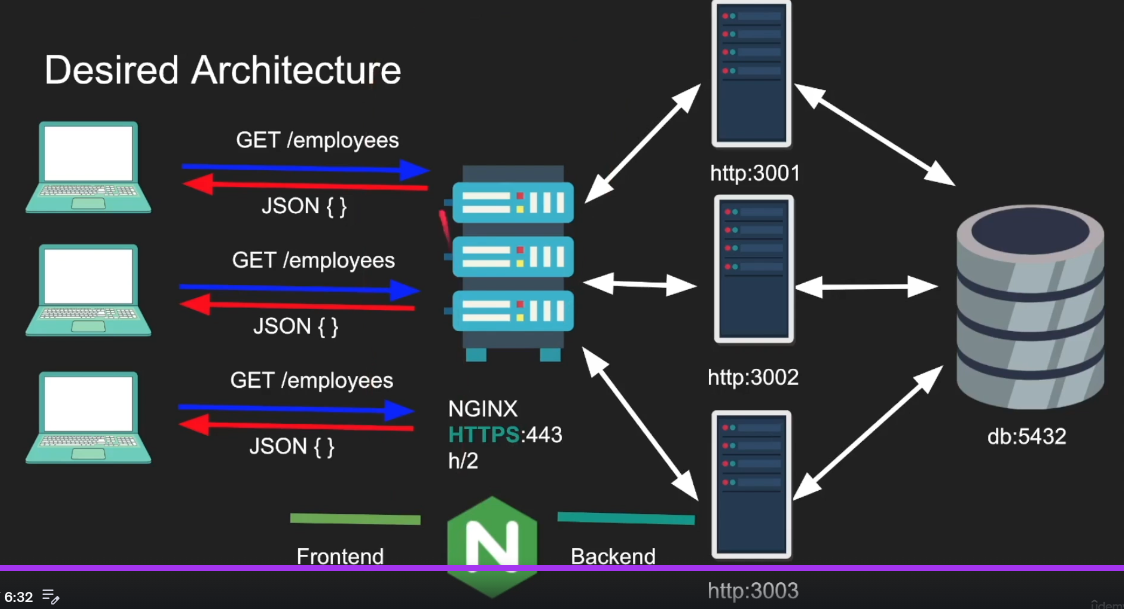 Desired Architecture
GET /employees
JSON { }
GET /employees
JSON { }
GET /employees
JSON { }
NGINX
HTTPS:443
h/2
http:3001
http:3002
http:3003
db:5432
Frontend
N
Backend
6:32